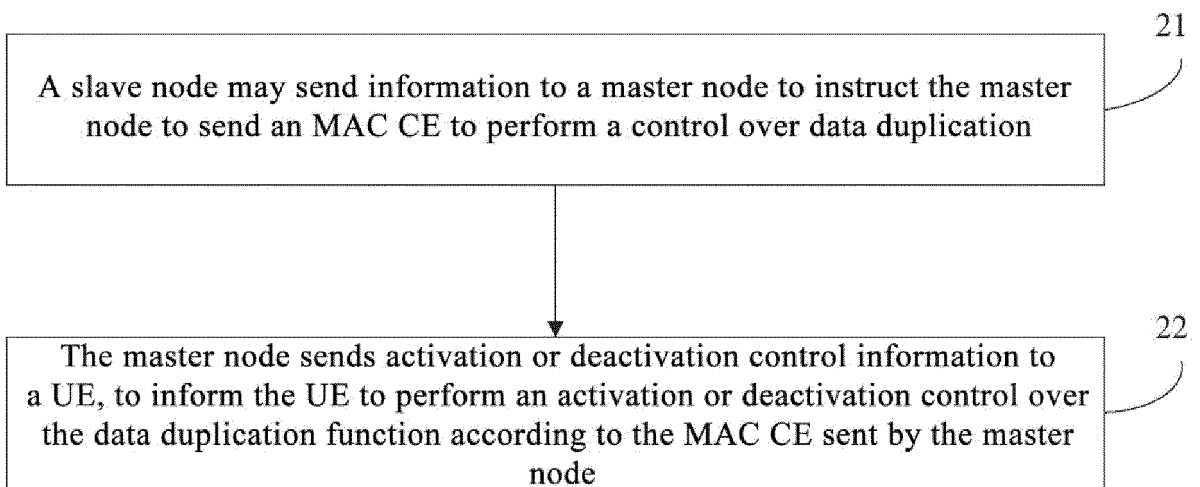 21
A slave node may send information to a master node to instruct the master
node to send an MAC CE to perform a control over data duplication
22
The master node sends activation or deactivation control information to
a UE, to inform the UE to perform an activation or deactivation control over
the data duplication function according to the MAC CE sent by the master
node